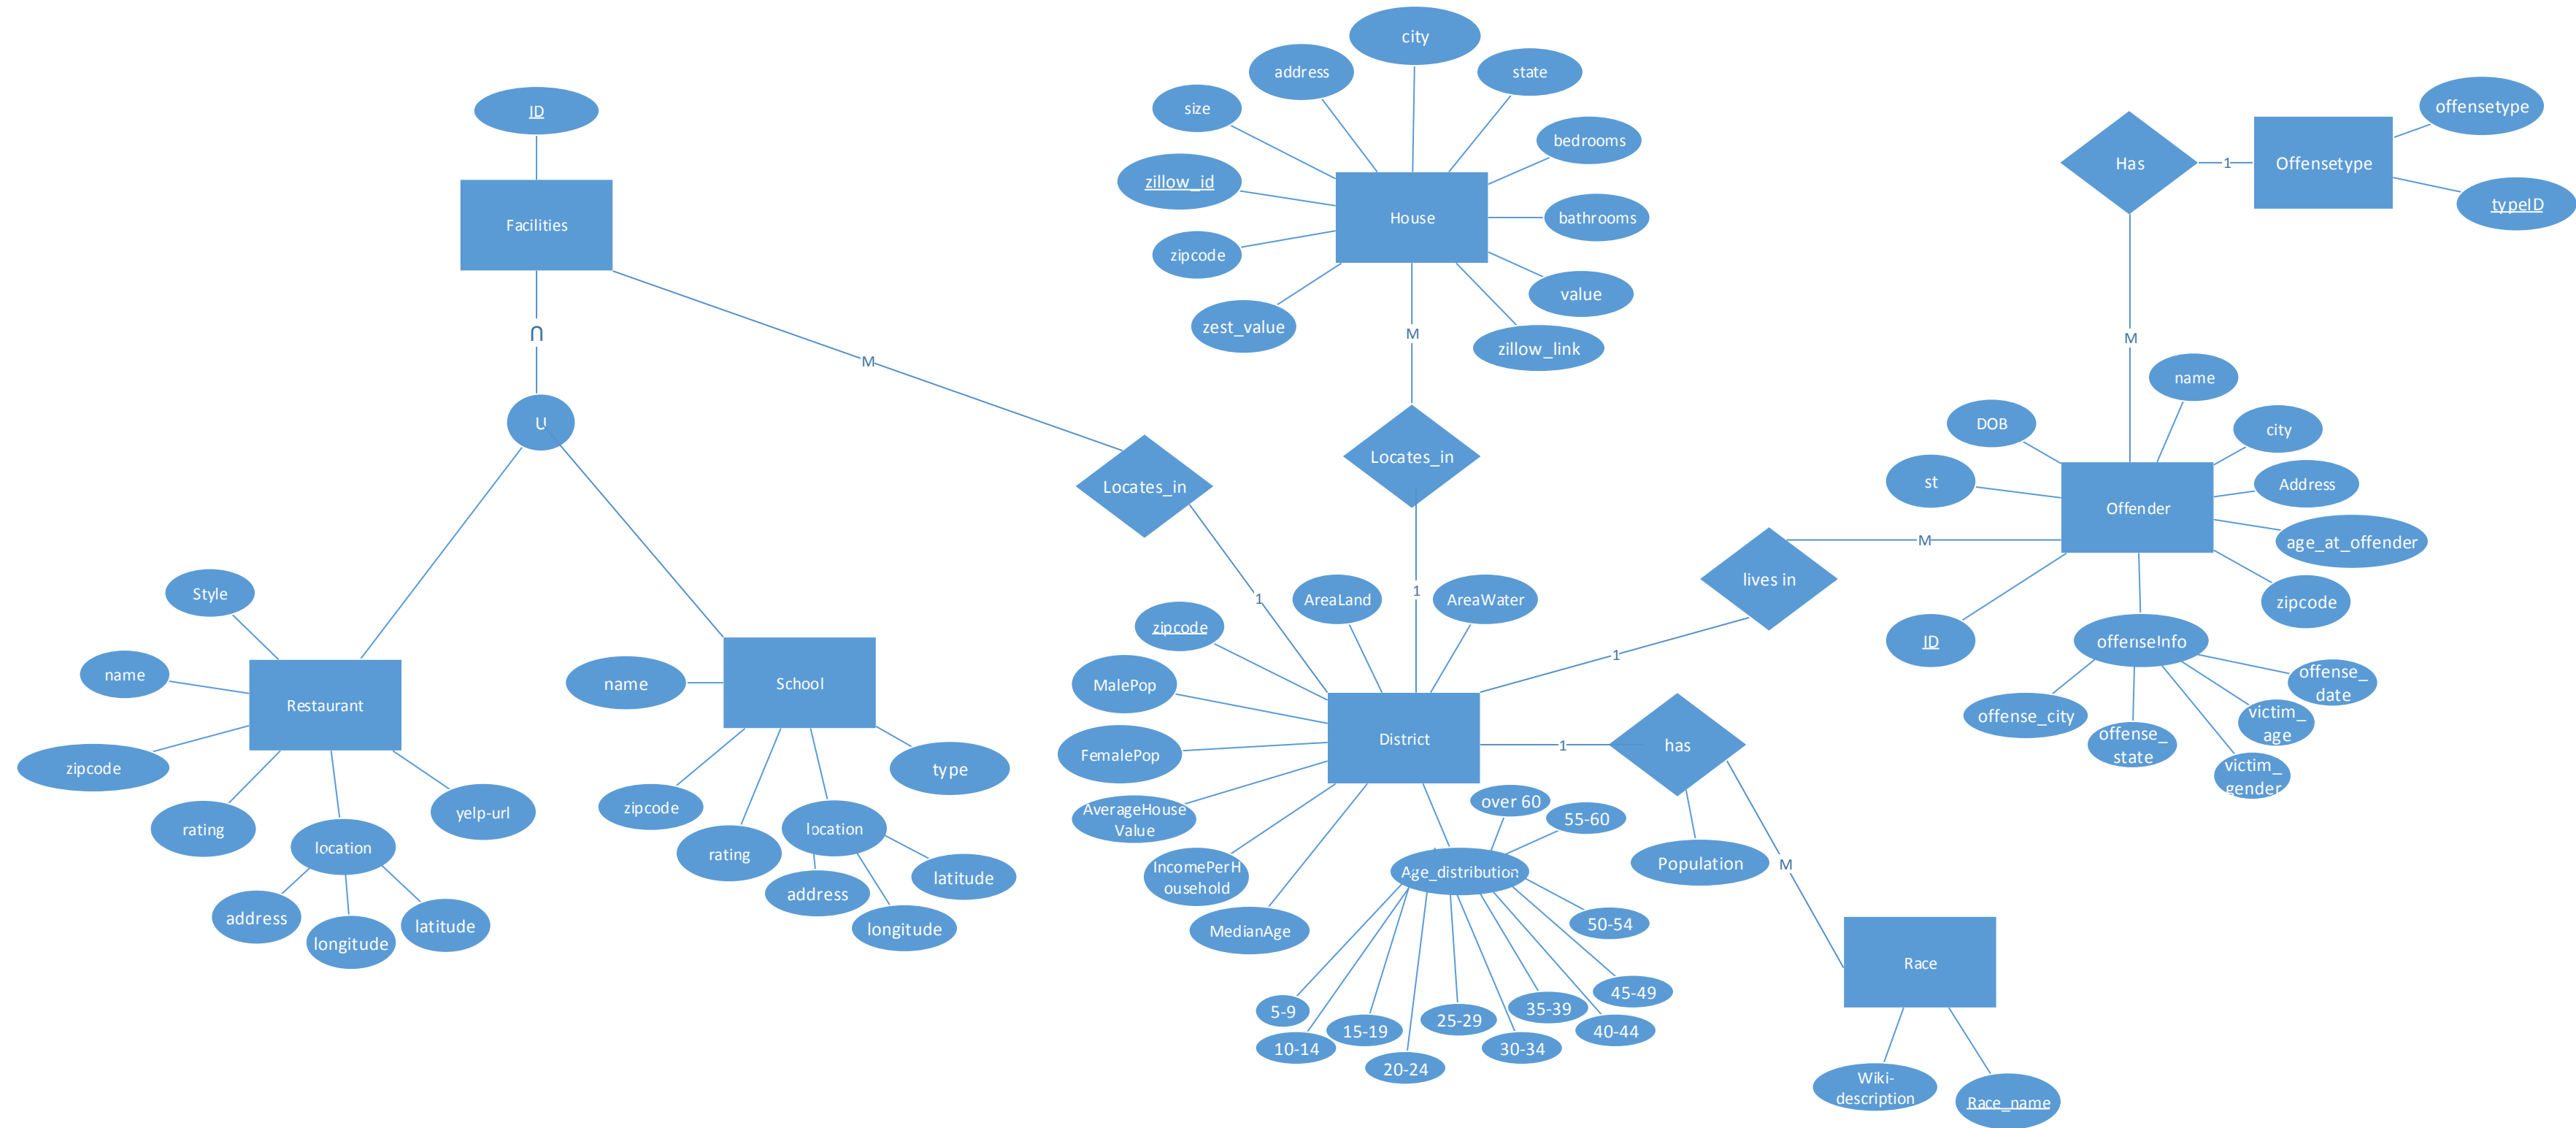 city
address
state
size
ID
offensetype
bedrooms
Has
1
Offensetype
zillow_id
typeID
Facilities
House
bathrooms
zipcode
value
zest_value
∩
M
M
M
zillow_link
name
DOB
city
U
Locates_in
st
Address
Locates_in
Offender
M
age_at_offender
lives in
Style
1
1
AreaLand
AreaWater
zipcode
zipcode
ID
offenseInfo
1
name
name
School
MalePop
offense_
date
Restaurant
offense_city
victim_
age
offense_
state
District
1
has
FemalePop
zipcode
type
victim_
gender
over 60
55-60
zipcode
AverageHouse
Value
yelp-url
rating
location
location
rating
Population
M
IncomePerH
ousehold
Age_distribution
latitude
address
address
latitude
longitude
longitude
MedianAge
50-54
Race
45-49
5-9
35-39
25-29
15-19
40-44
10-14
30-34
20-24
Wiki-
description
Race_name